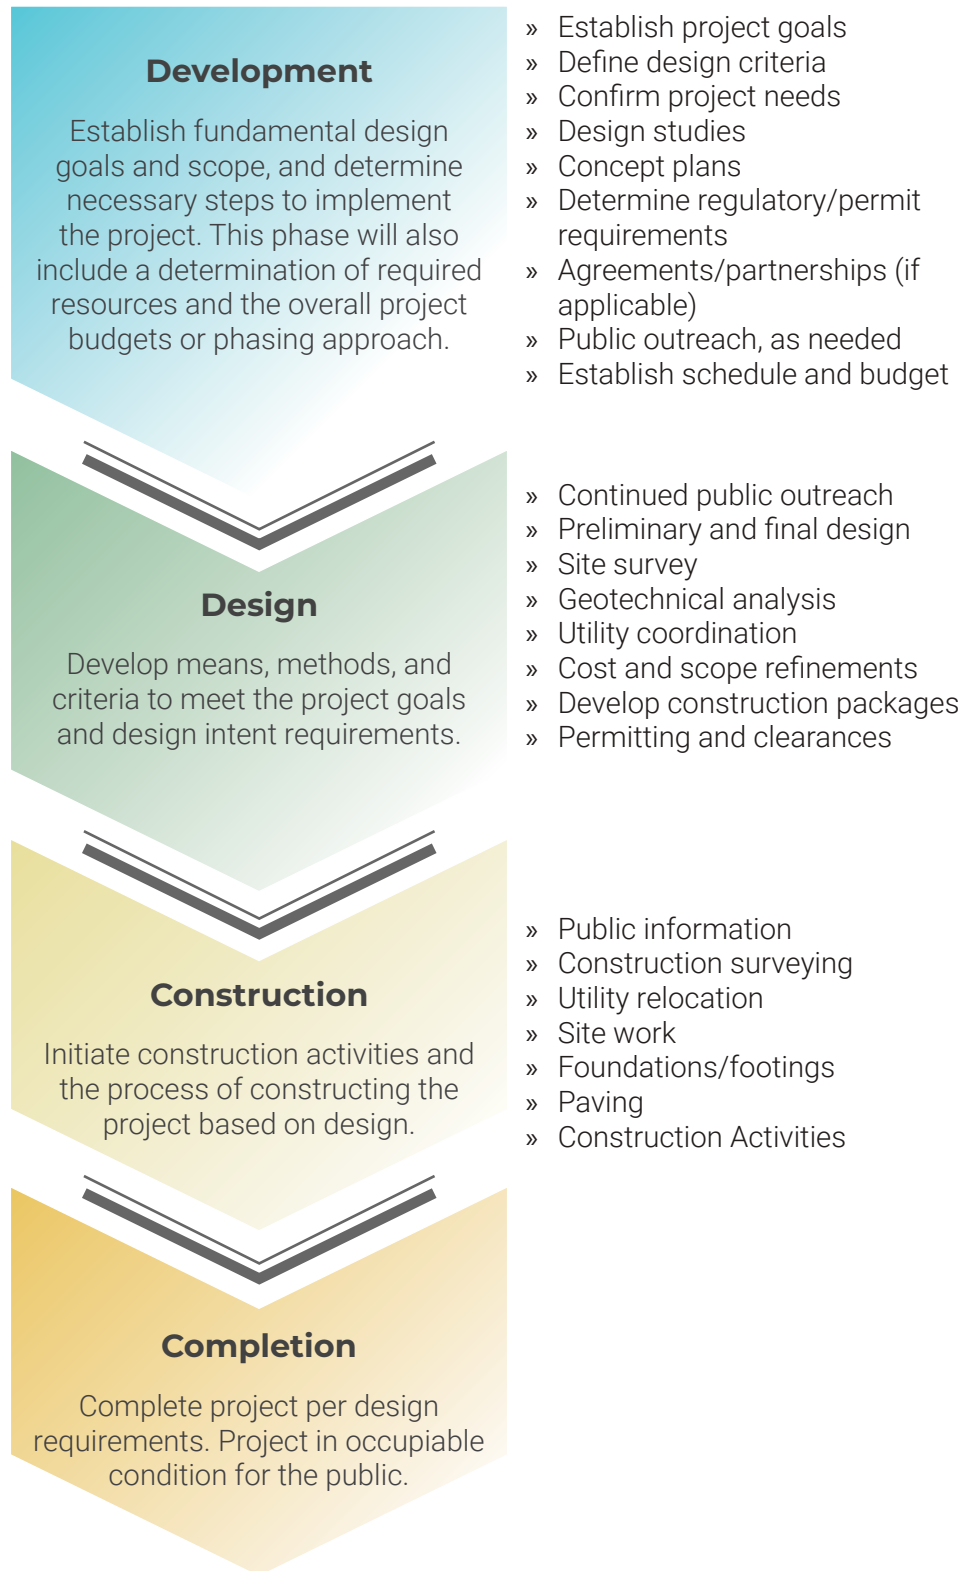 Development
Establish fundamental design
goals and scope, and determine
necessary steps to implement
the project. This phase will also
include a determination of required
resources and the overall project
budgets or phasing approach.
» Establish project goals
» Define design criteria
» Confirm project needs
» Design studies
» Concept plans
» Determine regulatory/permit
requirements
» Agreements/partnerships (if
applicable)
» Public outreach, as needed
» Establish schedule and budget
Design
Develop means, methods, and
criteria to meet the project goals
and design intent requirements.
» Continued public outreach
» Preliminary and final design
» Site survey
» Geotechnical analysis
» Utility coordination
» Cost and scope refinements
» Develop construction packages
» Permitting and clearances
Construction
Initiate construction activities and
the process of constructing the
project based on design.
» Public information
» Construction surveying
» Utility relocation
» Site work
» Foundations/footings
» Paving
» Construction Activities
Completion
Complete project per design
requirements. Project in occupiable
condition for the public.